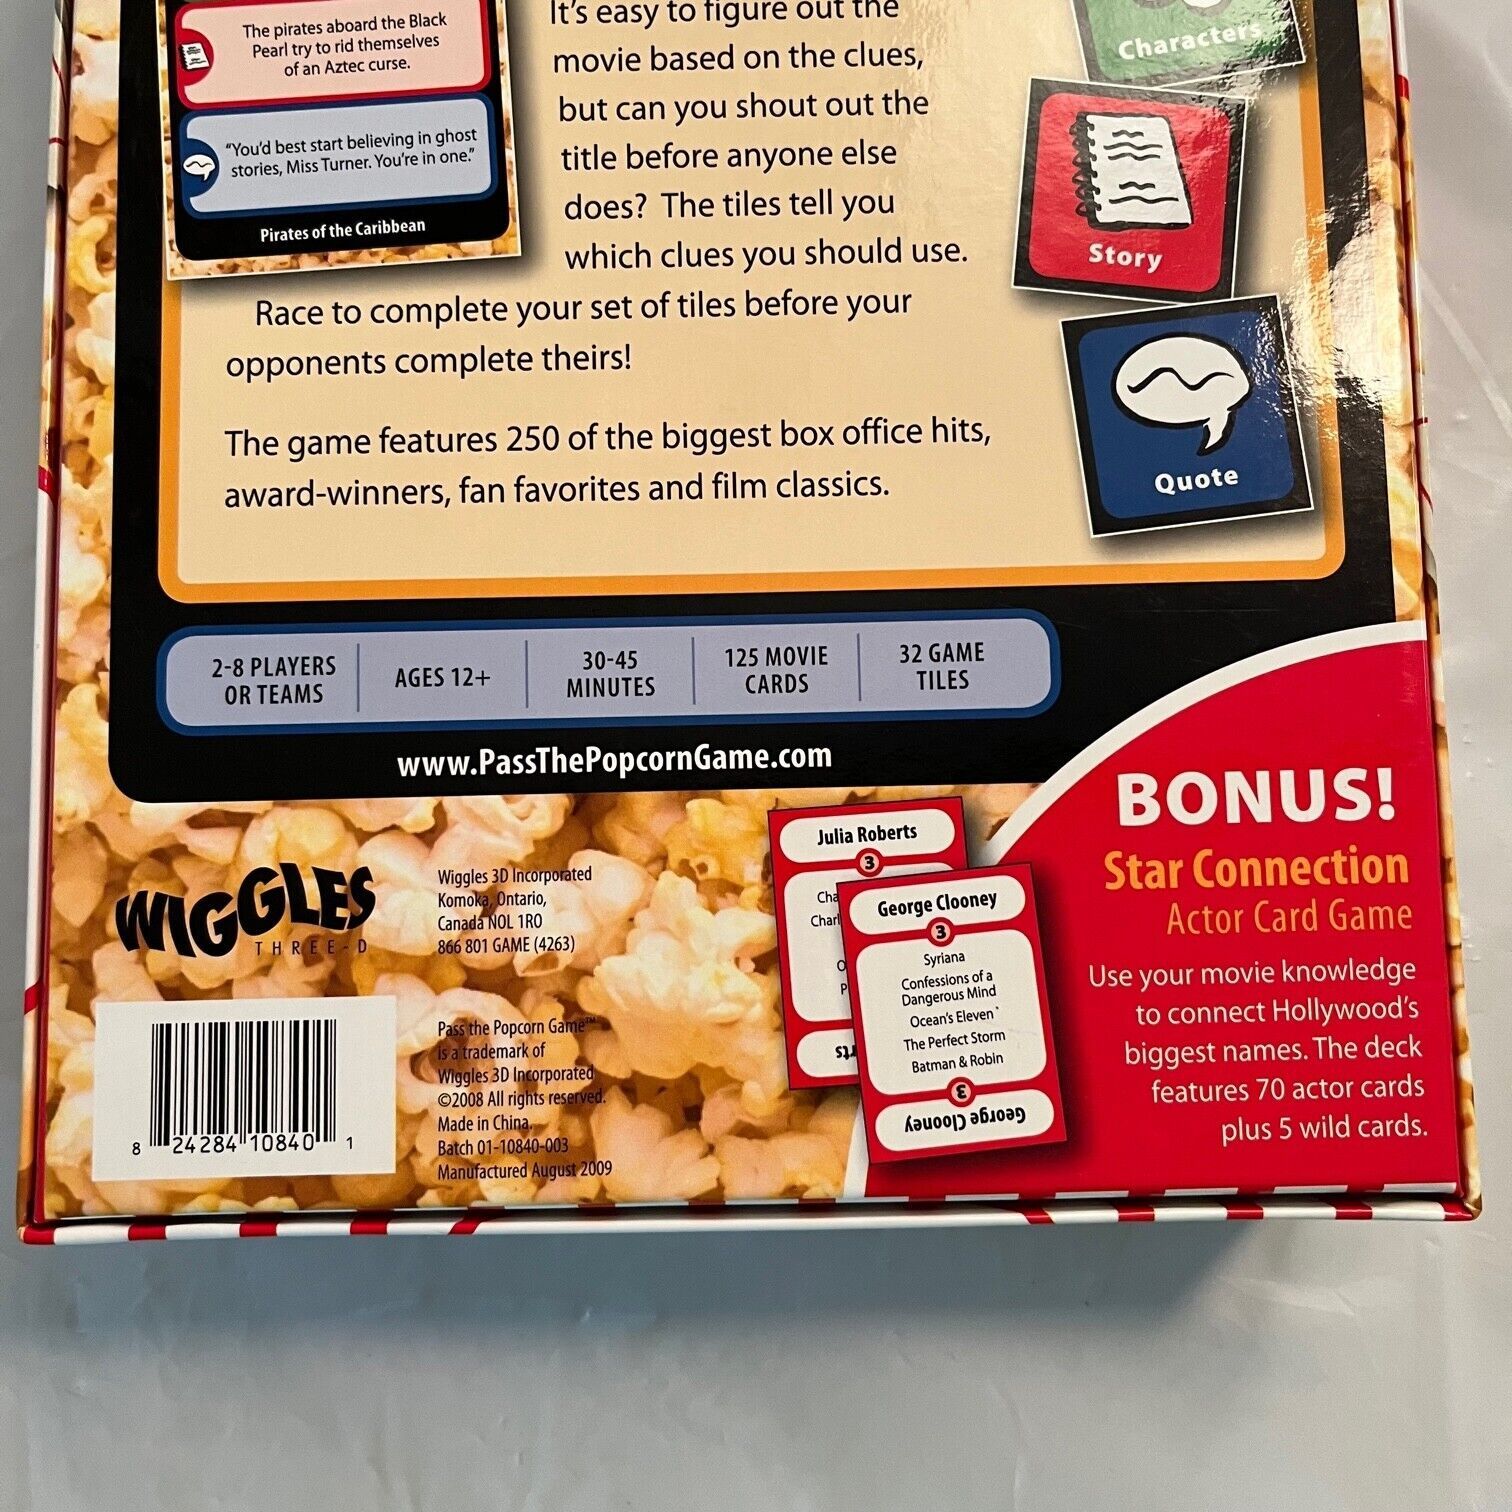 The pirates aboard the Black
Pearl try to rid themselves
of an Aztec curse.
"You'd best start believing in ghost
stories, Miss Turner. You're in one."
Pirates of the Caribbean
It's easy to figure out the
movie based on the clues,
but can you shout out the
title before anyone else
does? The tiles tell you
which clues you should use.
Race to complete your set of tiles before your
opponents complete theirs!
The game features 250 of the biggest box office hits,
award-winners, fan favorites and film classics.
Characters
Story
Quote
2-8 PLAYERS
OR TEAMS
AGES 12+
30-45
MINUTES
125 MOVIE
CARDS
32 GAME
TILES
www.PassThePopcornGame.com
WIGGLES
THREE-D
Wiggles 3D Incorporated
Komoka, Ontario,
Canada N0L 1R0
866 801 GAME (4263)
Pass the Popcorn Game™
is a trademark of
Wiggles 3D Incorporated
©2008 All rights reserved.
Made in China.
Batch 01-10840-003
Manufactured August 2009
8 24284 10840 1
Julia Roberts
3
Cha
Charl
O
P
rts
George Clooney
3
Syriana
Confessions of a
Dangerous Mind
Ocean's Eleven
The Perfect Storm
Batman & Robin
3
George Clooney
BONUS!
Star Connection
Actor Card Game
Use your movie knowledge
to connect Hollywood's
biggest names. The deck
features 70 actor cards
plus 5 wild cards.